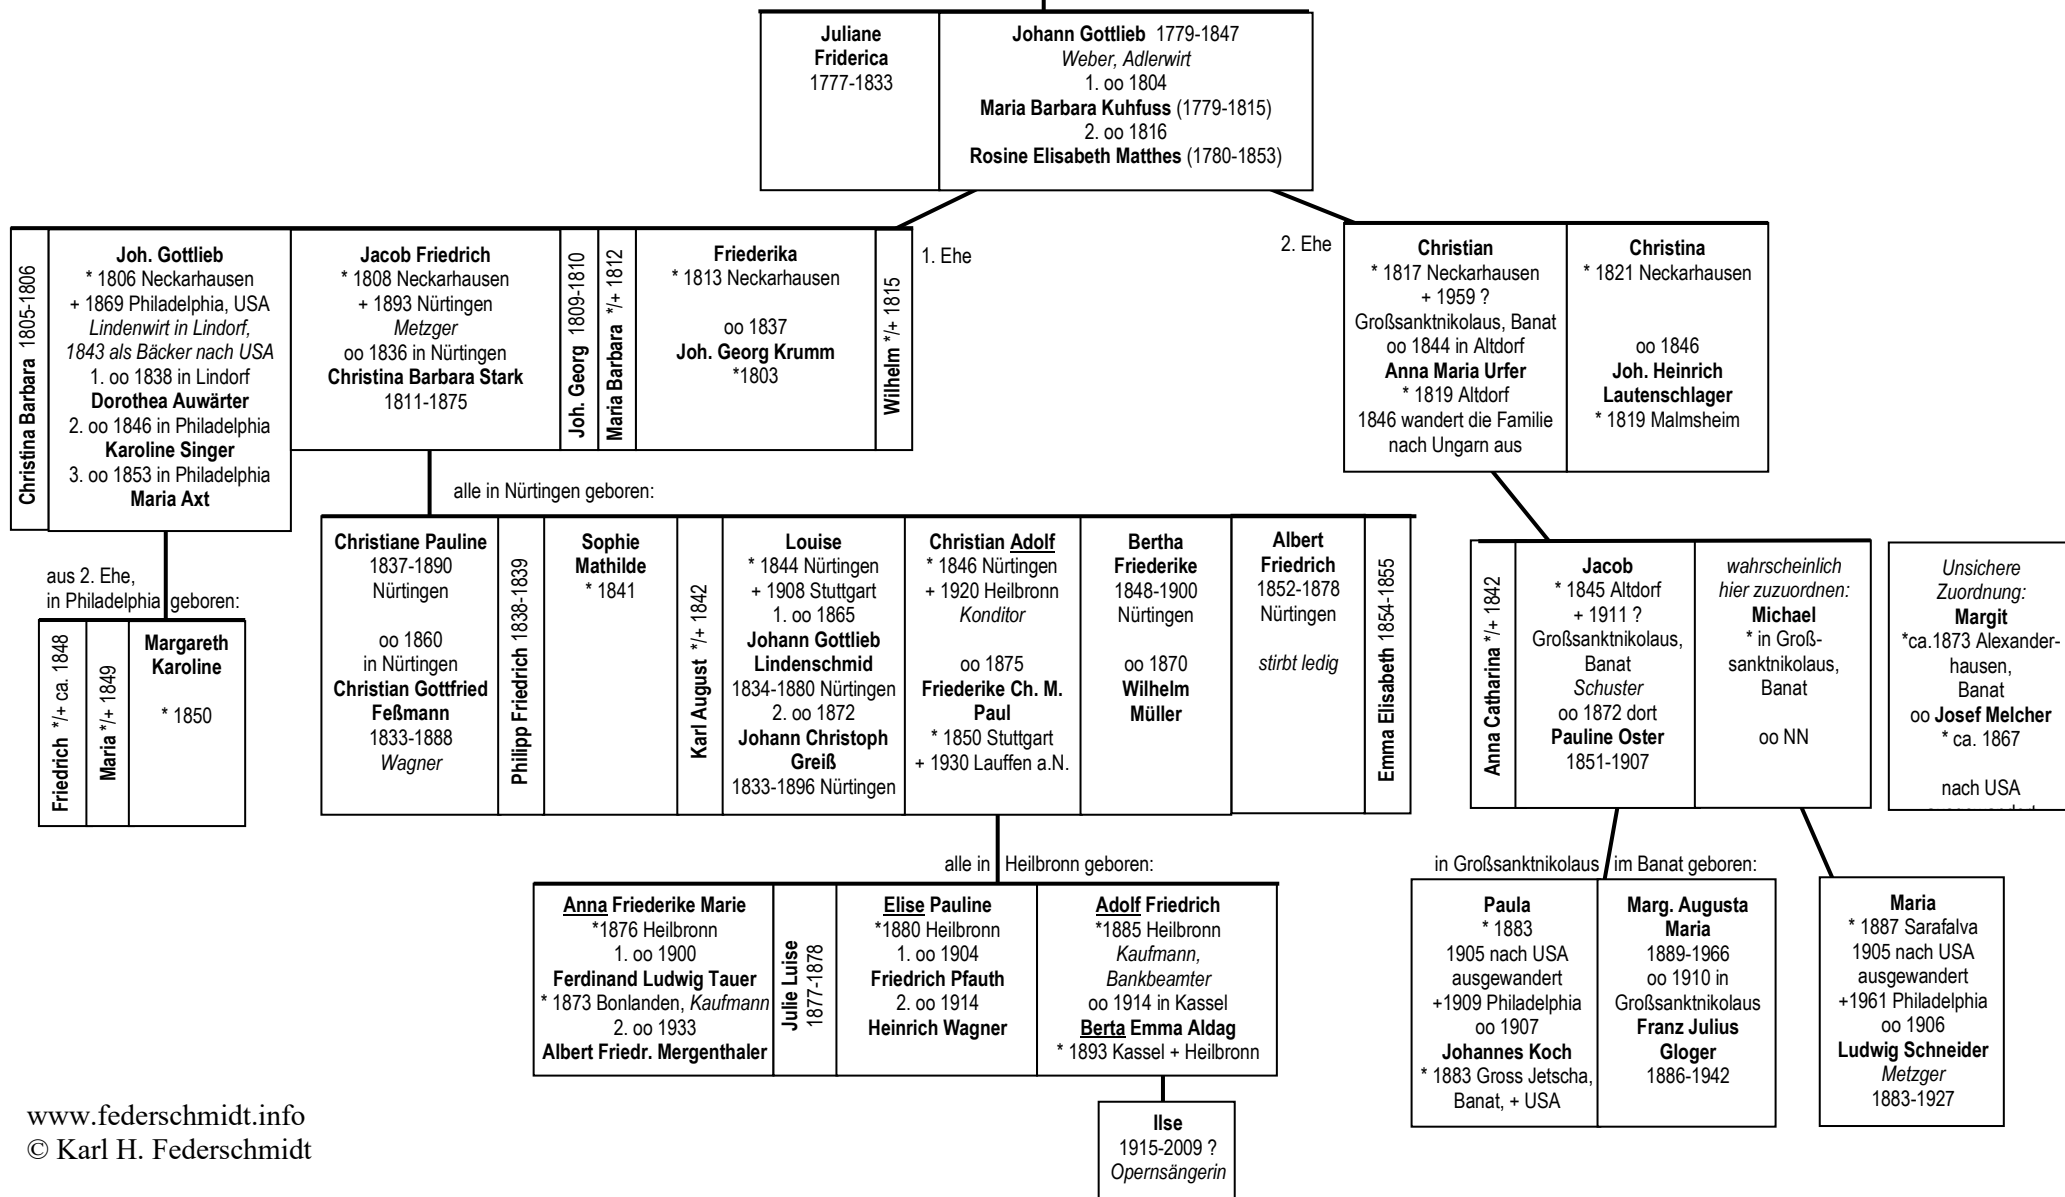 Juliane
Friderica
1777-1833
Johann Gottlieb 1779-1847
Weber, Adlerwirt
1. oo 1804
Maria Barbara Kuhfuss (1779-1815)
2. oo 1816
Rosine Elisabeth Matthes (1780-1853)
1. Ehe
2. Ehe
Christina Barbara 1805-1806
Joh. Gottlieb
* 1806 Neckarhausen
+ 1869 Philadelphia, USA
Lindenwirt in Lindorf,
1843 als Bäcker nach USA
1. oo 1838 in Lindorf
Dorothea Auwärter
2. oo 1846 in Philadelphia
Karoline Singer
3. oo 1853 in Philadelphia
Maria Axt
Jacob Friedrich
* 1808 Neckarhausen
+ 1893 Nürtingen
Metzger
oo 1836 in Nürtingen
Christina Barbara Stark
1811-1875
Joh. Georg 1809-1810
Maria Barbara */+ 1812
Friederika
* 1813 Neckarhausen
oo 1837
Joh. Georg Krumm
*1803
Wilhelm */+ 1815
Christian
* 1817 Neckarhausen
+ 1959 ?
Großsanktnikolaus, Banat
oo 1844 in Altdorf
Anna Maria Urfer
* 1819 Altdorf
1846 wandert die Familie
nach Ungarn aus
Christina
* 1821 Neckarhausen
oo 1846
Joh. Heinrich
Lautenschlager
* 1819 Malmsheim
aus 2. Ehe,
in Philadelphia geboren:
Friedrich */+ ca. 1848
Maria */+ 1849
Margareth
Karoline
* 1850
alle in Nürtingen geboren:
Christiane Pauline
1837-1890
Nürtingen
oo 1860
in Nürtingen
Christian Gottfried
Feßmann
1833-1888
Wagner
Philipp Friedrich 1838-1839
Sophie
Mathilde
* 1841
Karl August */+ 1842
Louise
* 1844 Nürtingen
+ 1908 Stuttgart
1. oo 1865
Johann Gottlieb
Lindenschmid
1834-1880 Nürtingen
2. oo 1872
Johann Christoph
Greiß
1833-1896 Nürtingen
Christian Adolf
* 1846 Nürtingen
+ 1920 Heilbronn
Konditor
oo 1875
Friederike Ch. M.
Paul
* 1850 Stuttgart
+ 1930 Lauffen a.N.
Bertha
Friederike
1848-1900
Nürtingen
oo 1870
Wilhelm
Müller
Albert
Friedrich
1852-1878
Nürtingen
stirbt ledig
Emma Elisabeth 1854-1855
Anna Catharina */+ 1842
Jacob
* 1845 Altdorf
+ 1911 ?
Großsanktnikolaus,
Banat
Schuster
oo 1872 dort
Pauline Oster
1851-1907
wahrscheinlich
hier zuzuordnen:
Michael
* in Groß-
sanktnikolaus,
Banat
oo NN
Unsichere
Zuordnung:
Margit
*ca.1873 Alexander-
hausen,
Banat
oo Josef Melcher
* ca. 1867
nach USA
alle in Heilbronn geboren:
Anna Friederike Marie
*1876 Heilbronn
1. oo 1900
Ferdinand Ludwig Tauer
* 1873 Bonlanden, Kaufmann
2. oo 1933
Albert Friedr. Mergenthaler
Julie Luise
1877-1878
Elise Pauline
*1880 Heilbronn
1. oo 1904
Friedrich Pfauth
2. oo 1914
Heinrich Wagner
Adolf Friedrich
*1885 Heilbronn
Kaufmann,
Bankbeamter
oo 1914 in Kassel
Berta Emma Aldag
* 1893 Kassel + Heilbronn
Ilse
1915-2009 ?
Opernsängerin
in Großsanktnikolaus im Banat geboren:
Paula
* 1883
1905 nach USA
ausgewandert
+1909 Philadelphia
oo 1907
Johannes Koch
* 1883 Gross Jetscha,
Banat, + USA
Marg. Augusta
Maria
1889-1966
oo 1910 in
Großsanktnikolaus
Franz Julius
Gloger
1886-1942
Maria
* 1887 Sarafalva
1905 nach USA
ausgewandert
+1961 Philadelphia
oo 1906
Ludwig Schneider
Metzger
1883-1927
www.federschmidt.info
© Karl H. Federschmidt